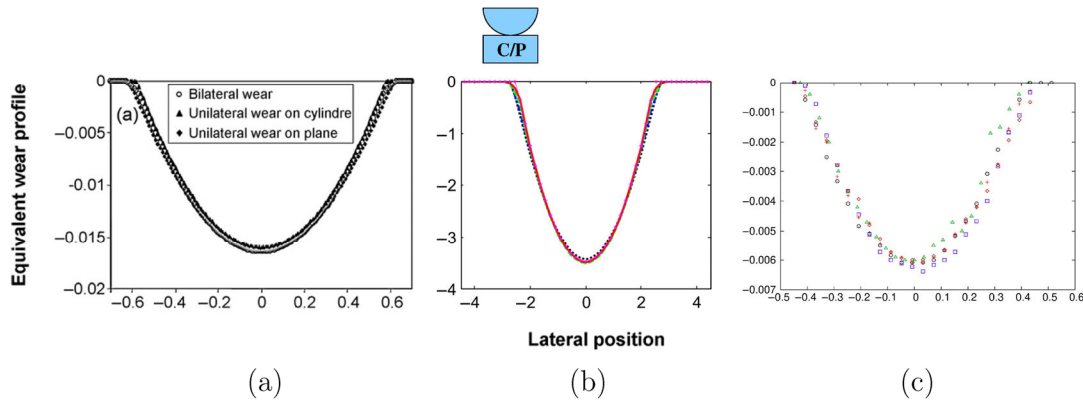 C/P
Equivalent wear profile
0
−0.005
−0.01
−0.015
−0.02
−0.6 −0.4 −0.2 0 0.2 0.4 0.6
(a)
Bilateral wear
Unilateral wear on cylindre
Unilateral wear on plane
0
−1
−2
−3
−4
−4 −2 0 2 4
0
−0.001
−0.002
−0.003
−0.004
−0.005
−0.006
−0.007
−0.5 −0.4 −0.3 −0.2 −0.1 0 0.1 0.2 0.3 0.4 0.5 0.6
Lateral position
(a) (b) (c)